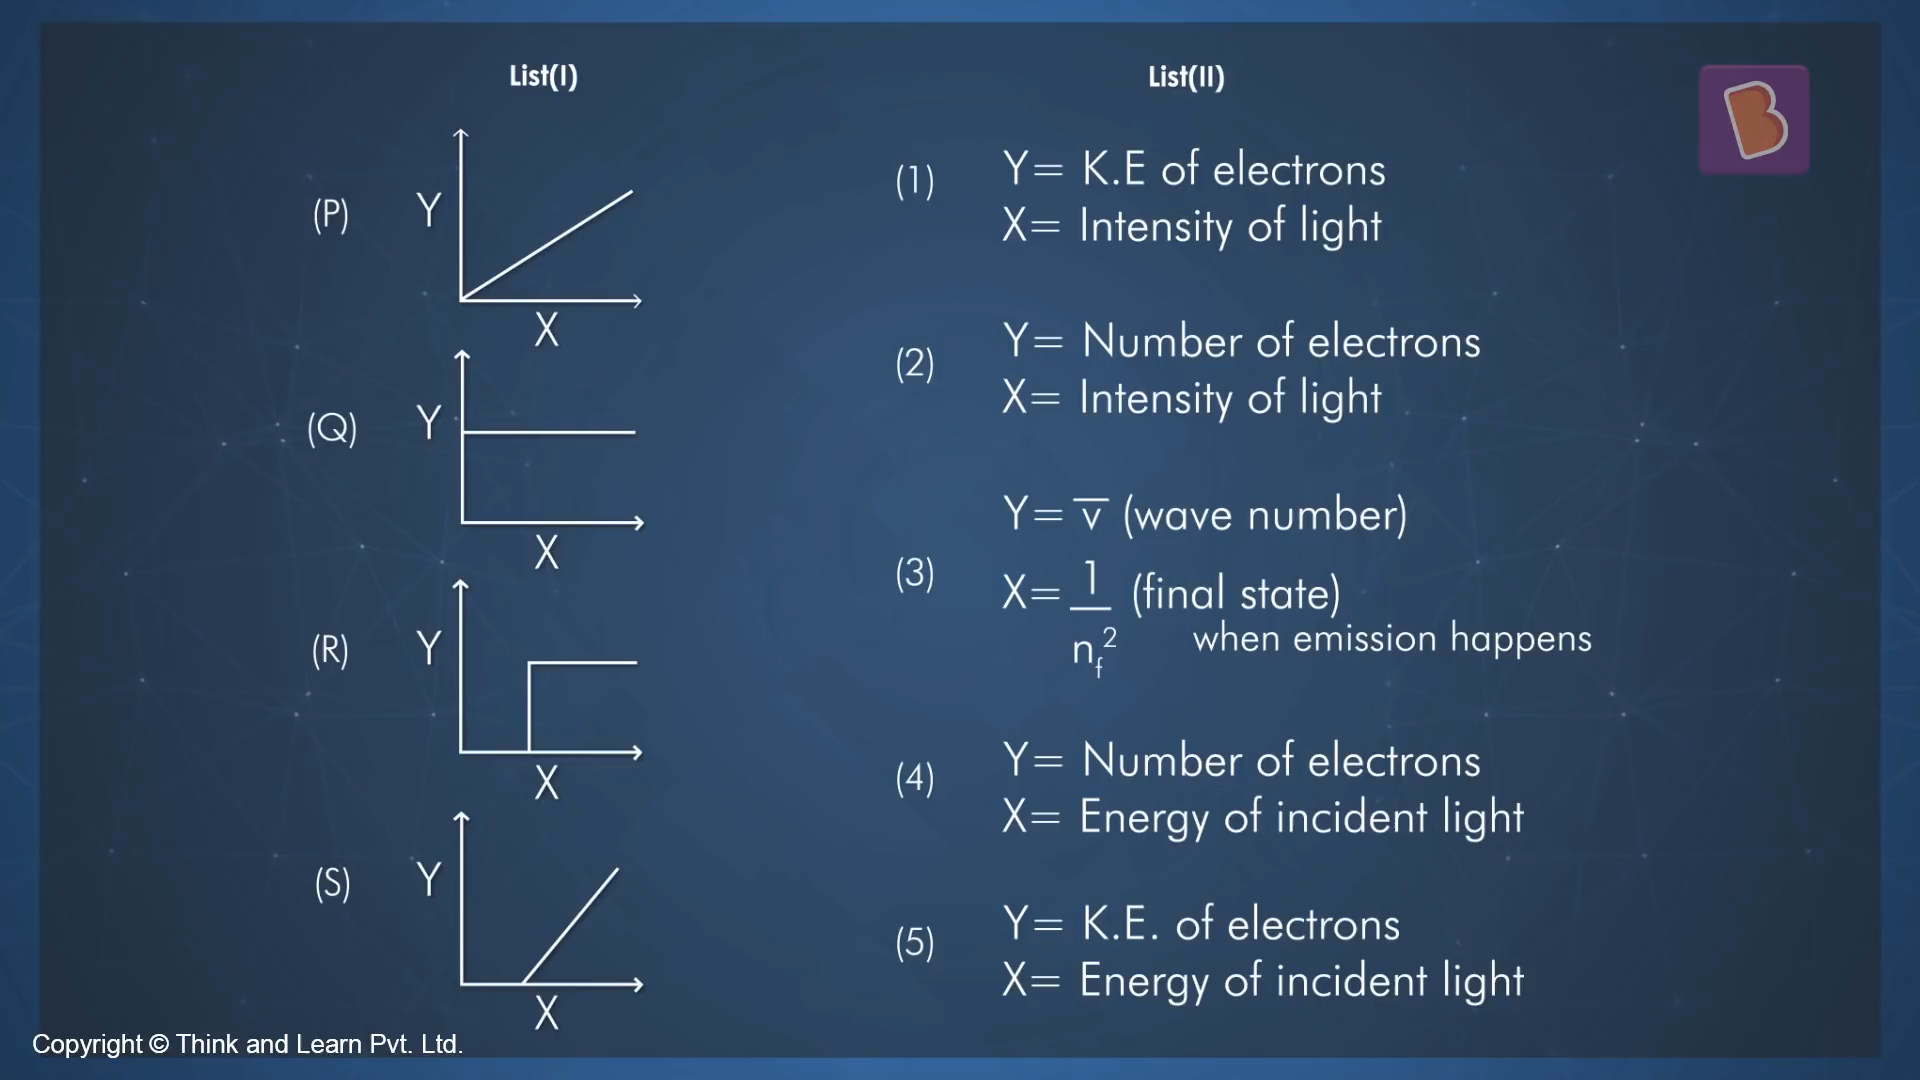 List(I)
List(II)
(P)
Y
X
(Q)
Y
X
(R)
Y
X
(S)
Y
X
(1)
Y= K.E of electrons
X= Intensity of light
(2)
Y= Number of electrons
X= Intensity of light
(3)
Y= v̅ (wave number)
X= 1/n_f² (final state)
when emission happens
(4)
Y= Number of electrons
X= Energy of incident light
(5)
Y= K.E. of electrons
X= Energy of incident light
B
Copyright © Think and Learn Pvt. Ltd.